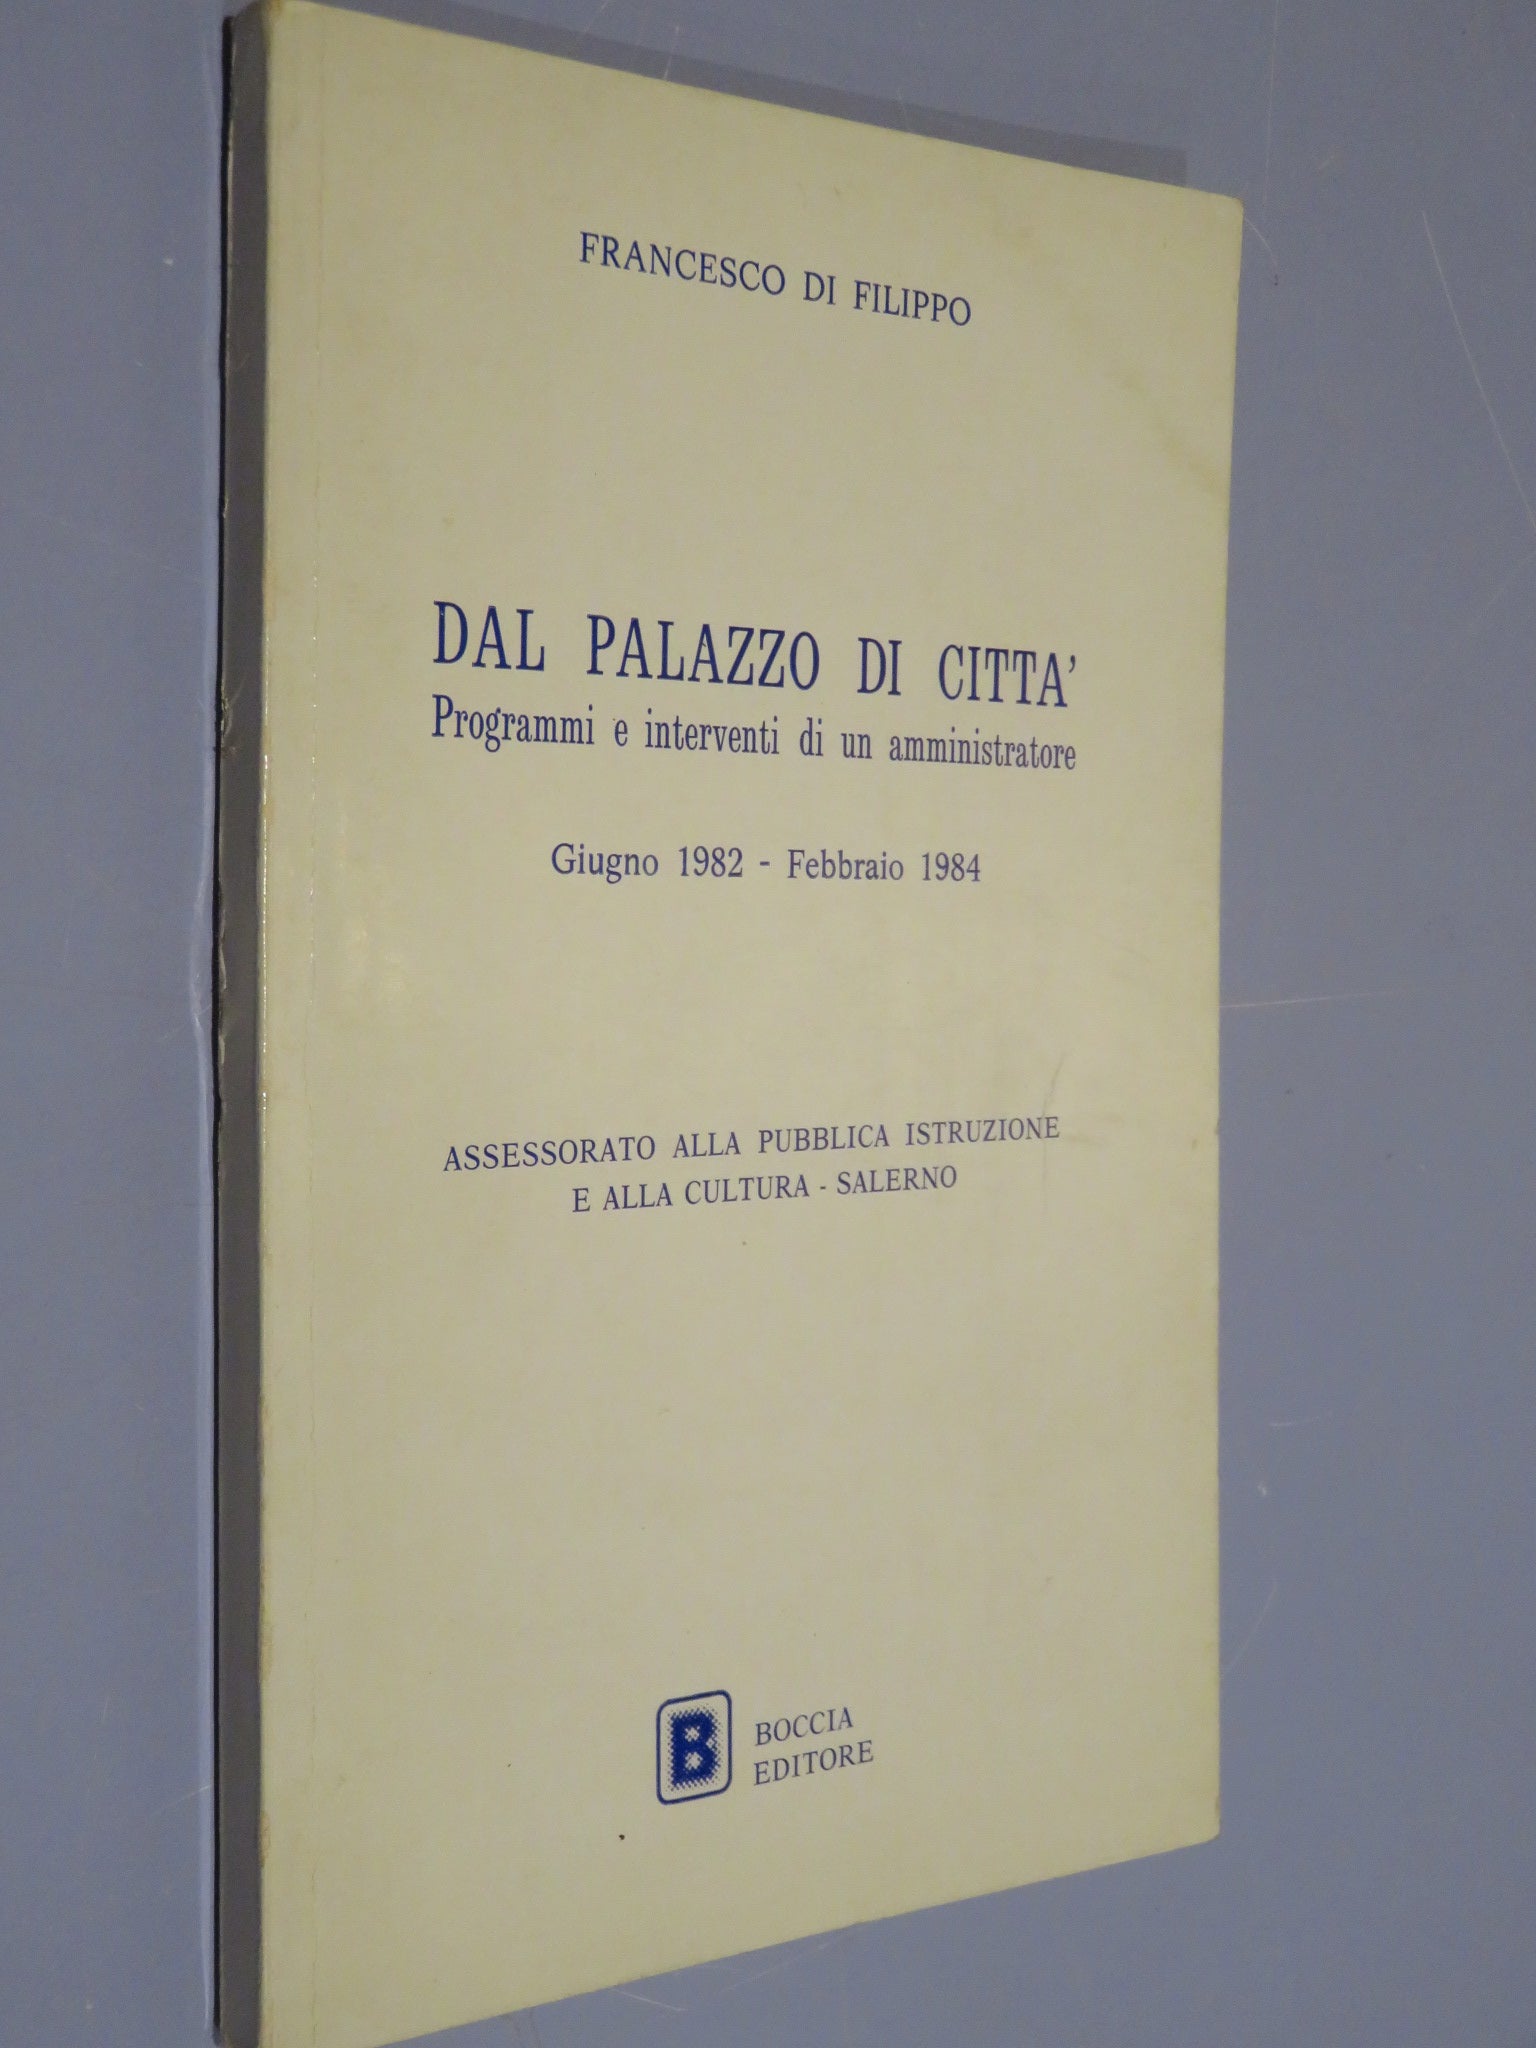 FRANCESCO DI FILIPPO
DAL PALAZZO DI CITTA'
Programmi e interventi di un amministratore
Giugno 1982 - Febbraio 1984
ASSESSORATO ALLA PUBBLICA ISTRUZIONE
E ALLA CULTURA - SALERNO
B
BOCCIA
EDITORE